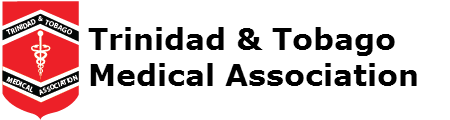 TRINIDAD & TOBAGO
MEDICAL ASSOCIATION
Trinidad & Tobago
Medical Association